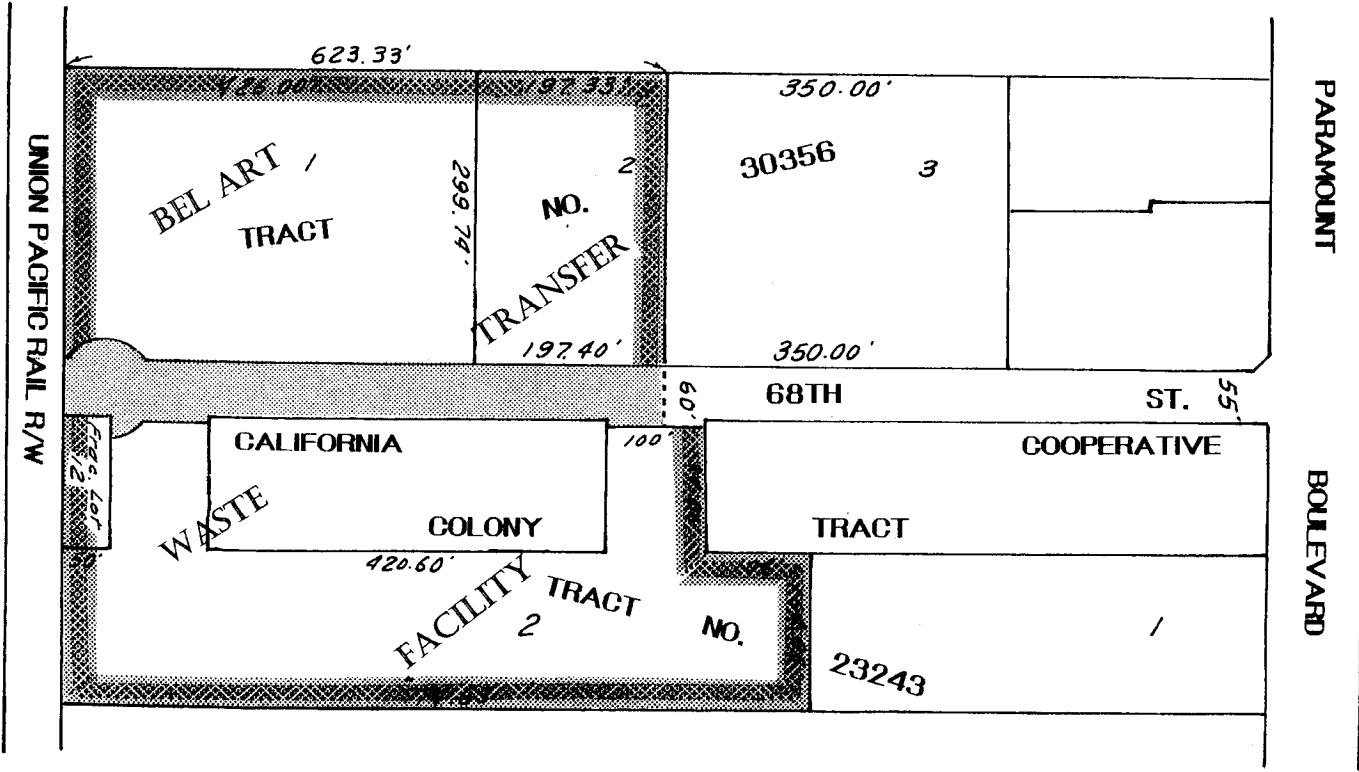 623.33'
426.00'
197.33'
350.00'
PARAMOUNT
UNION PACIFIC RAIL R/W
BEL ART
1
TRACT
299.74'
2
NO.
30356
3
TRANSFER
197.40'
350.00'
60'
68TH
ST.
55'
CALIFORNIA
100'
COOPERATIVE
Frac. Lot
12
WASTE
COLONY
TRACT
420.60'
FACILITY
TRACT
2
NO.
23243
1
BOULEVARD